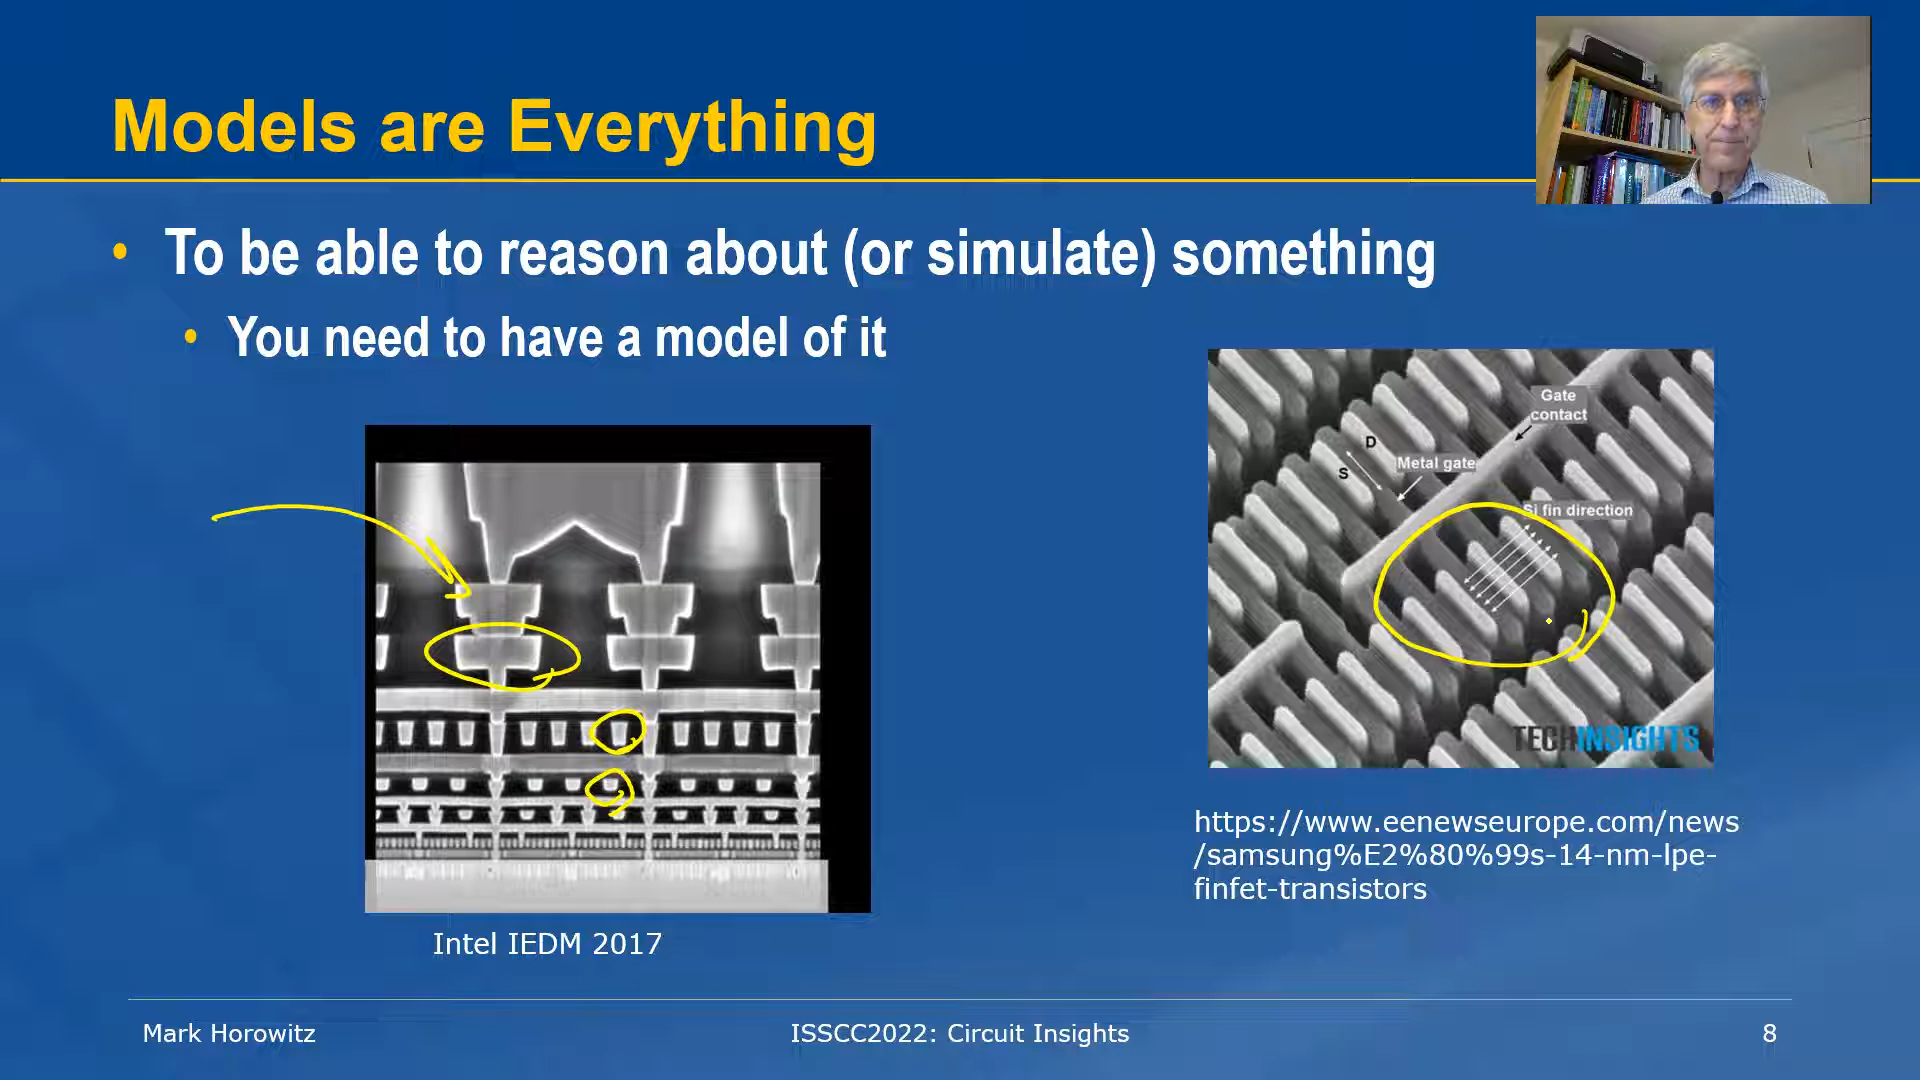 Models are Everything
• To be able to reason about (or simulate) something
• You need to have a model of it
Gate
contact
D
Metal gate
S
Si fin direction
TECHINSIGHTS
https://www.eenewseurope.com/news
/samsung%E2%80%99s-14-nm-lpe-
finfet-transistors
Intel IEDM 2017
Mark Horowitz
ISSCC2022: Circuit Insights
8